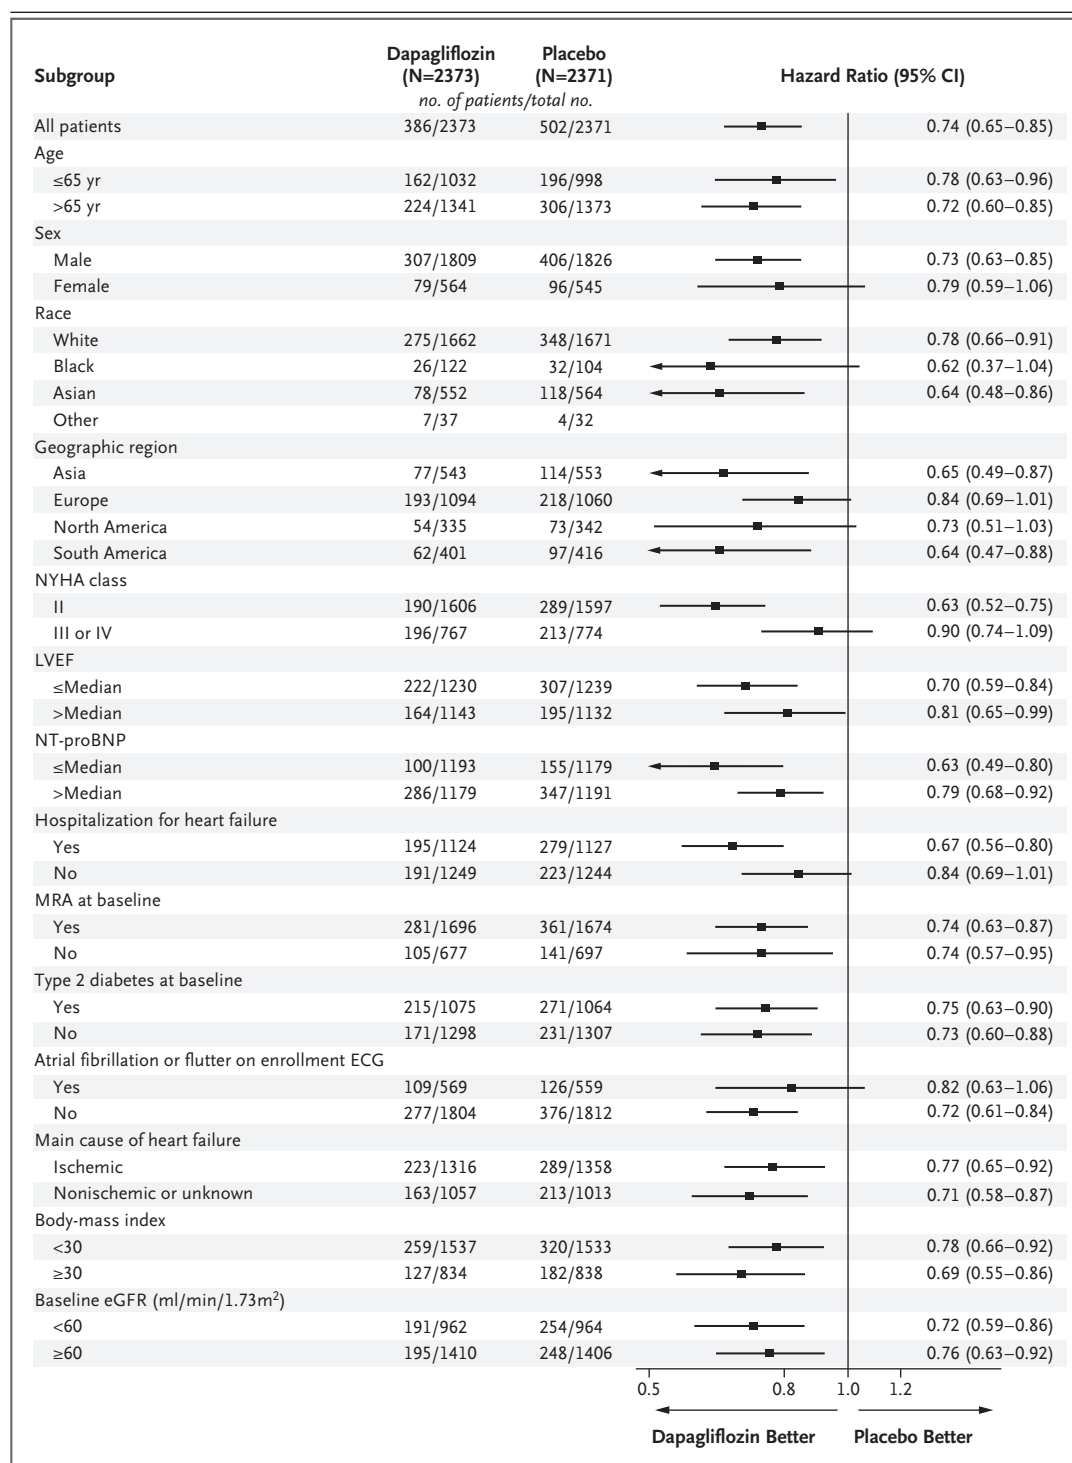 Subgroup Dapagliflozin (N=2373) Placebo (N=2371) Hazard Ratio (95% CI)
no. of patients/total no.
All patients 386/2373 502/2371 0.74 (0.65–0.85)
Age
≤65 yr 162/1032 196/998 0.78 (0.63–0.96)
>65 yr 224/1341 306/1373 0.72 (0.60–0.85)
Sex
Male 307/1809 406/1826 0.73 (0.63–0.85)
Female 79/564 96/545 0.79 (0.59–1.06)
Race
White 275/1662 348/1671 0.78 (0.66–0.91)
Black 26/122 32/104 0.62 (0.37–1.04)
Asian 78/552 118/564 0.64 (0.48–0.86)
Other 7/37 4/32
Geographic region
Asia 77/543 114/553 0.65 (0.49–0.87)
Europe 193/1094 218/1060 0.84 (0.69–1.01)
North America 54/335 73/342 0.73 (0.51–1.03)
South America 62/401 97/416 0.64 (0.47–0.88)
NYHA class
II 190/1606 289/1597 0.63 (0.52–0.75)
III or IV 196/767 213/774 0.90 (0.74–1.09)
LVEF
≤Median 222/1230 307/1239 0.70 (0.59–0.84)
>Median 164/1143 195/1132 0.81 (0.65–0.99)
NT-proBNP
≤Median 100/1193 155/1179 0.63 (0.49–0.80)
>Median 286/1179 347/1191 0.79 (0.68–0.92)
Hospitalization for heart failure
Yes 195/1124 279/1127 0.67 (0.56–0.80)
No 191/1249 223/1244 0.84 (0.69–1.01)
MRA at baseline
Yes 281/1696 361/1674 0.74 (0.63–0.87)
No 105/677 141/697 0.74 (0.57–0.95)
Type 2 diabetes at baseline
Yes 215/1075 271/1064 0.75 (0.63–0.90)
No 171/1298 231/1307 0.73 (0.60–0.88)
Atrial fibrillation or flutter on enrollment ECG
Yes 109/569 126/559 0.82 (0.63–1.06)
No 277/1804 376/1812 0.72 (0.61–0.84)
Main cause of heart failure
Ischemic 223/1316 289/1358 0.77 (0.65–0.92)
Nonischemic or unknown 163/1057 213/1013 0.71 (0.58–0.87)
Body-mass index
<30 259/1537 320/1533 0.78 (0.66–0.92)
≥30 127/834 182/838 0.69 (0.55–0.86)
Baseline eGFR (ml/min/1.73m²)
<60 191/962 254/964 0.72 (0.59–0.86)
≥60 195/1410 248/1406 0.76 (0.63–0.92)
0.5 0.8 1.0 1.2
Dapagliflozin Better Placebo Better